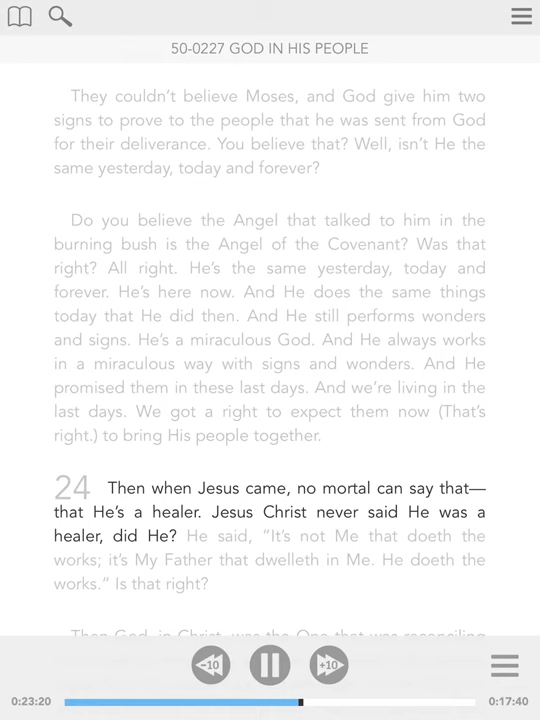 50-0227 GOD IN HIS PEOPLE
They couldn’t believe Moses, and God give him two
signs to prove to the people that he was sent from God
for their deliverance. You believe that? Well, isn’t He the
same yesterday, today and forever?
Do you believe the Angel that talked to him in the
burning bush is the Angel of the Covenant? Was that
right? All right. He’s the same yesterday, today and
forever. He’s here now. And He does the same things
today that He did then. And He still performs wonders
and signs. He’s a miraculous God. And He always works
in a miraculous way with signs and wonders. And He
promised them in these last days. And we’re living in the
last days. We got a right to expect them now (That’s
right.) to bring His people together.
24 Then when Jesus came, no mortal can say that—
that He’s a healer. Jesus Christ never said He was a
healer, did He? He said, “It’s not Me that doeth the
works; it’s My Father that dwelleth in Me. He doeth the
works.” Is that right?
Then God, in Christ, was the One that was reconciling
-10 +10
0:23:20 0:17:40